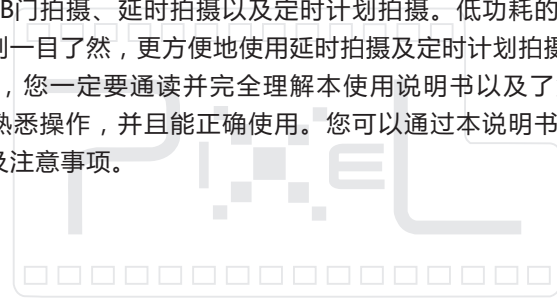 B门拍摄、延时拍摄以及定时计划拍摄。低功耗的
一目了然，更方便地使用延时拍摄及定时计划拍摄
，您一定要通读并完全理解本使用说明书以及了
熟悉操作，并且能正确使用。您可以通过本说明书
及注意事项。
PIXEL